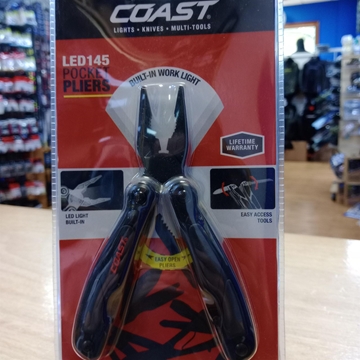 COAST®
LIGHTS • KNIVES • MULTI-TOOLS
LED145
POCKET
PLIERS
BUILT-IN WORK LIGHT
LIFETIME
WARRANTY
LED LIGHT
BUILT-IN
EASY ACCESS
TOOLS
COAST
EASY OPEN
PLIERS